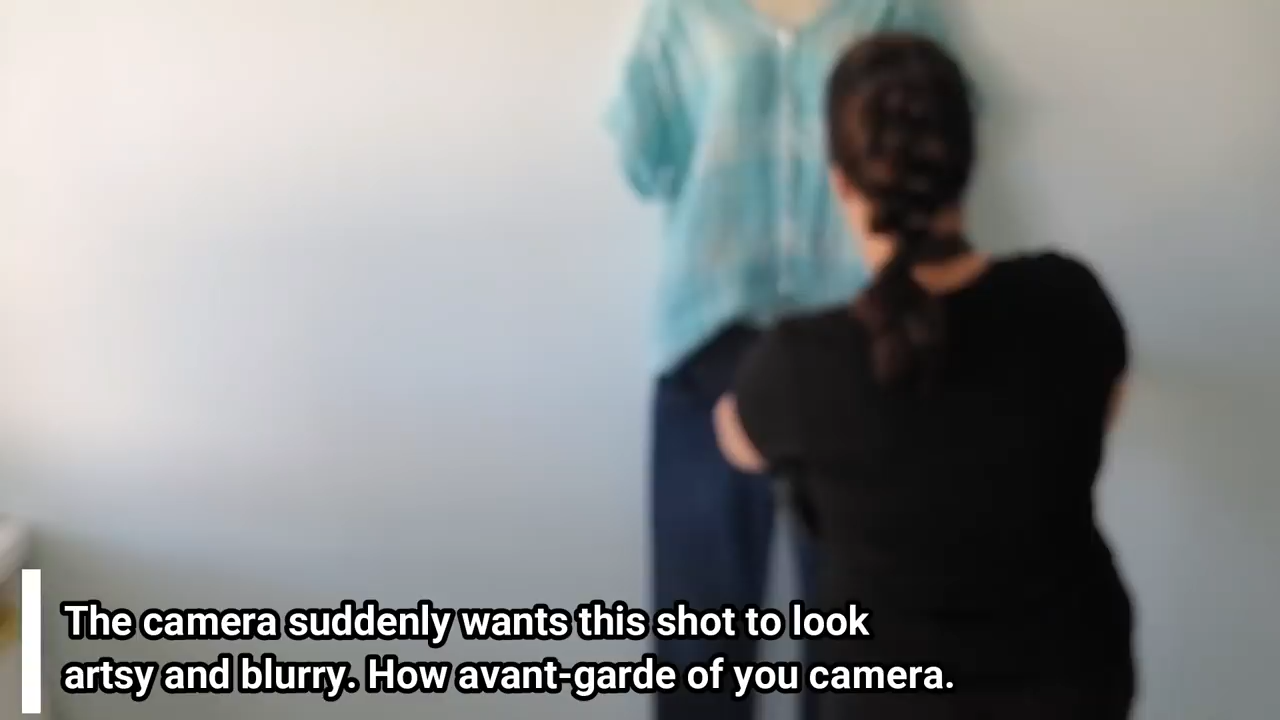 The camera suddenly wants this shot to look
artsy and blurry. How avant-garde of you camera.